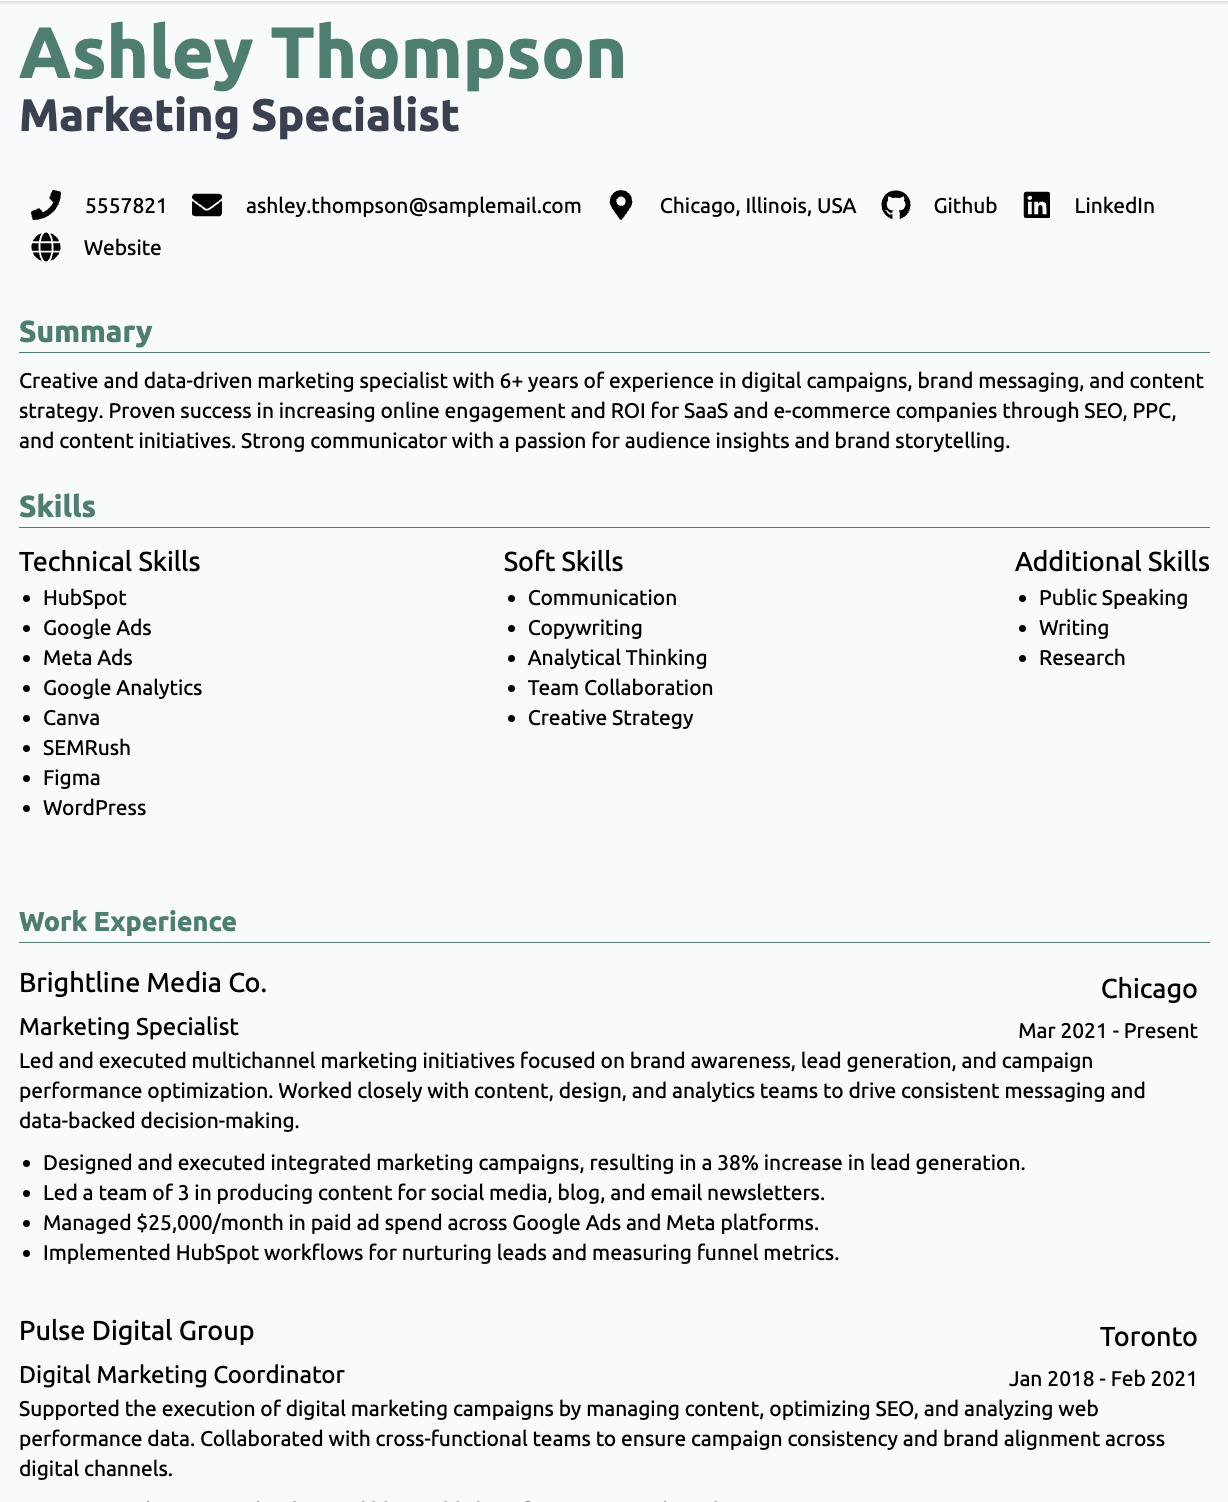 Ashley Thompson
Marketing Specialist
5557821 ashley.thompson@samplemail.com Chicago, Illinois, USA Github LinkedIn
Website
Summary
Creative and data-driven marketing specialist with 6+ years of experience in digital campaigns, brand messaging, and content
strategy. Proven success in increasing online engagement and ROI for SaaS and e-commerce companies through SEO, PPC,
and content initiatives. Strong communicator with a passion for audience insights and brand storytelling.
Skills
Technical Skills
• HubSpot
• Google Ads
• Meta Ads
• Google Analytics
• Canva
• SEMRush
• Figma
• WordPress
Soft Skills
• Communication
• Copywriting
• Analytical Thinking
• Team Collaboration
• Creative Strategy
Additional Skills
• Public Speaking
• Writing
• Research
Work Experience
Brightline Media Co. Chicago
Marketing Specialist Mar 2021 - Present
Led and executed multichannel marketing initiatives focused on brand awareness, lead generation, and campaign
performance optimization. Worked closely with content, design, and analytics teams to drive consistent messaging and
data-backed decision-making.
• Designed and executed integrated marketing campaigns, resulting in a 38% increase in lead generation.
• Led a team of 3 in producing content for social media, blog, and email newsletters.
• Managed $25,000/month in paid ad spend across Google Ads and Meta platforms.
• Implemented HubSpot workflows for nurturing leads and measuring funnel metrics.
Pulse Digital Group Toronto
Digital Marketing Coordinator Jan 2018 - Feb 2021
Supported the execution of digital marketing campaigns by managing content, optimizing SEO, and analyzing web
performance data. Collaborated with cross-functional teams to ensure campaign consistency and brand alignment across
digital channels.